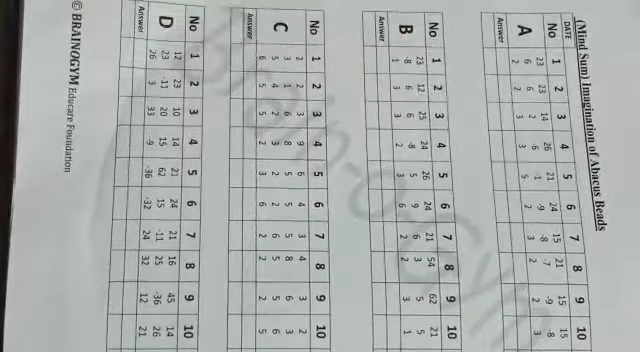 (Mind Sum) Imagination of Abacus Beads
DATE
No 1 2 3 4 5 6 7 8 9 10
23 23 14 26 21 24 15 21 15 15
A 6 6 2 -6 -1 -9 -8 -7 -9 -8
2 2 3 3 5 2 3 2 2 3
Answer
No 1 2 3 4 5 6 7 8 9 10
23 12 25 24 26 24 21 54 62 21
B -8 6 6 -8 5 9 6 3 5 5
1 3 3 2 3 6 2 2 3 1
Answer
No 1 2 3 4 5 6 7 8 9 10
2 2 3 9 6 4 3 4 3 2
3 1 6 8 5 5 5 8 6 3
C 5 4 2 3 2 2 6 5 5 6
6 5 5 2 3 6 2 2 2 5
Answer
No 1 2 3 4 5 6 7 8 9 10
12 23 10 14 21 24 21 16 45 14
D 23 -11 20 15 62 15 -11 25 -36 26
26 3 33 -9 -36 -32 24 32 12 21
Answer
© BRAINOGYM Educare Foundation
Brain-o-Gym